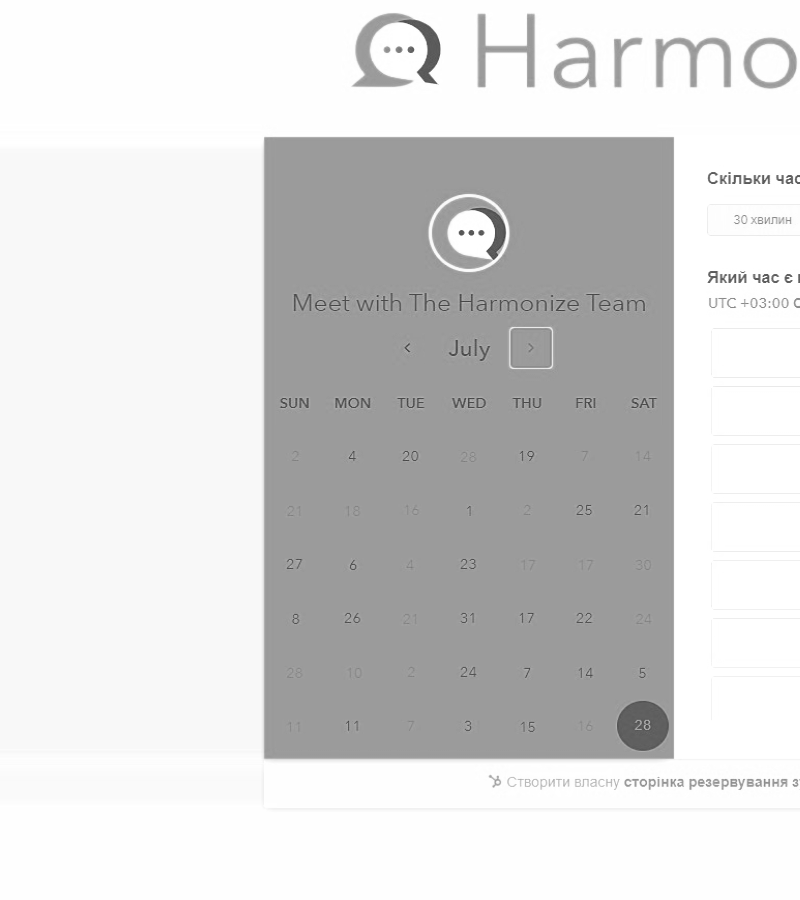 Harmo
Meet with The Harmonize Team
July
SUN MON TUE WED THU FRI SAT
2 4 20 28 19 7 14
21 18 16 1 2 25 21
27 6 4 23 17 17 30
8 26 21 31 17 22 24
28 10 2 24 7 14 5
11 11 7 3 15 16 28
Скільки час
30 хвилин
Який час є
UTC +03:00
Створити власну сторінка резервування з